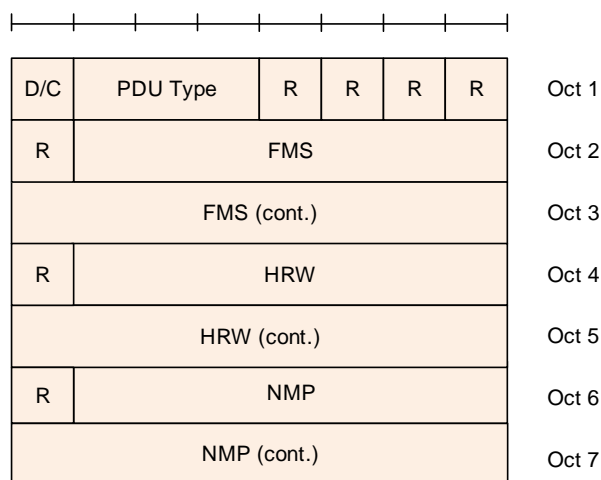 D/C PDU Type R R R R Oct 1
R FMS Oct 2
FMS (cont.) Oct 3
R HRW Oct 4
HRW (cont.) Oct 5
R NMP Oct 6
NMP (cont.) Oct 7